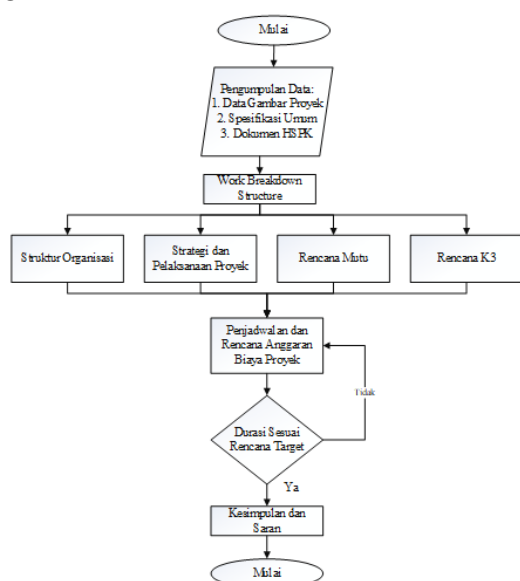 Mulai
Pengumpulan Data:
1. Data Gambar Proyek
2. Spesifikasi Umum
3. Dokumen HSPK
Work Breakdown
Structure
Struktur Organisasi
Strategi dan
Pelaksanaan Proyek
Rencana Mutu
Rencana K3
Penjadwalan dan
Rencana Anggaran
Biaya Proyek
Tidak
Durasi Sesuai
Rencana Target
Ya
Kesimpulan dan
Saran
Mulai